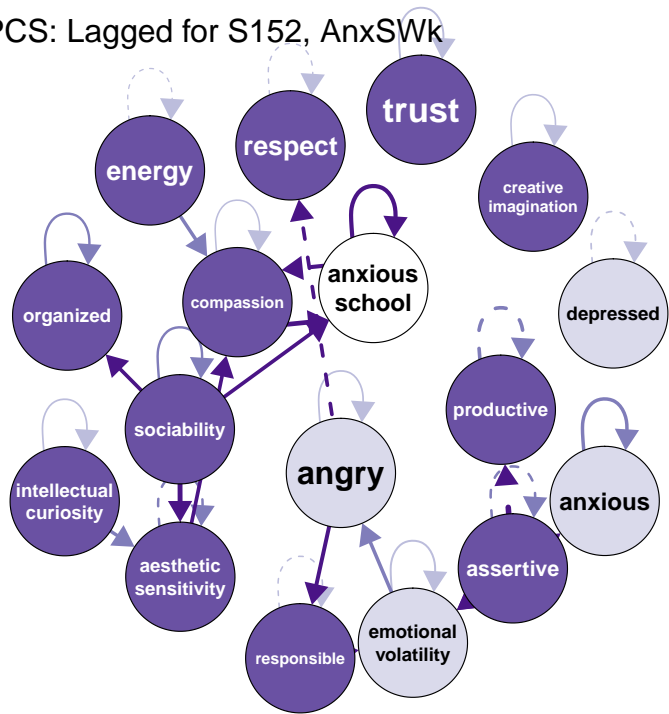 PCS: Lagged for S152, AnxSWk
trust
respect
energy
creative
imagination
anxious
school
compassion
organized
depressed
productive
sociability
angry
intellectual
curiosity
anxious
aesthetic
sensitivity
assertive
emotional
volatility
responsible